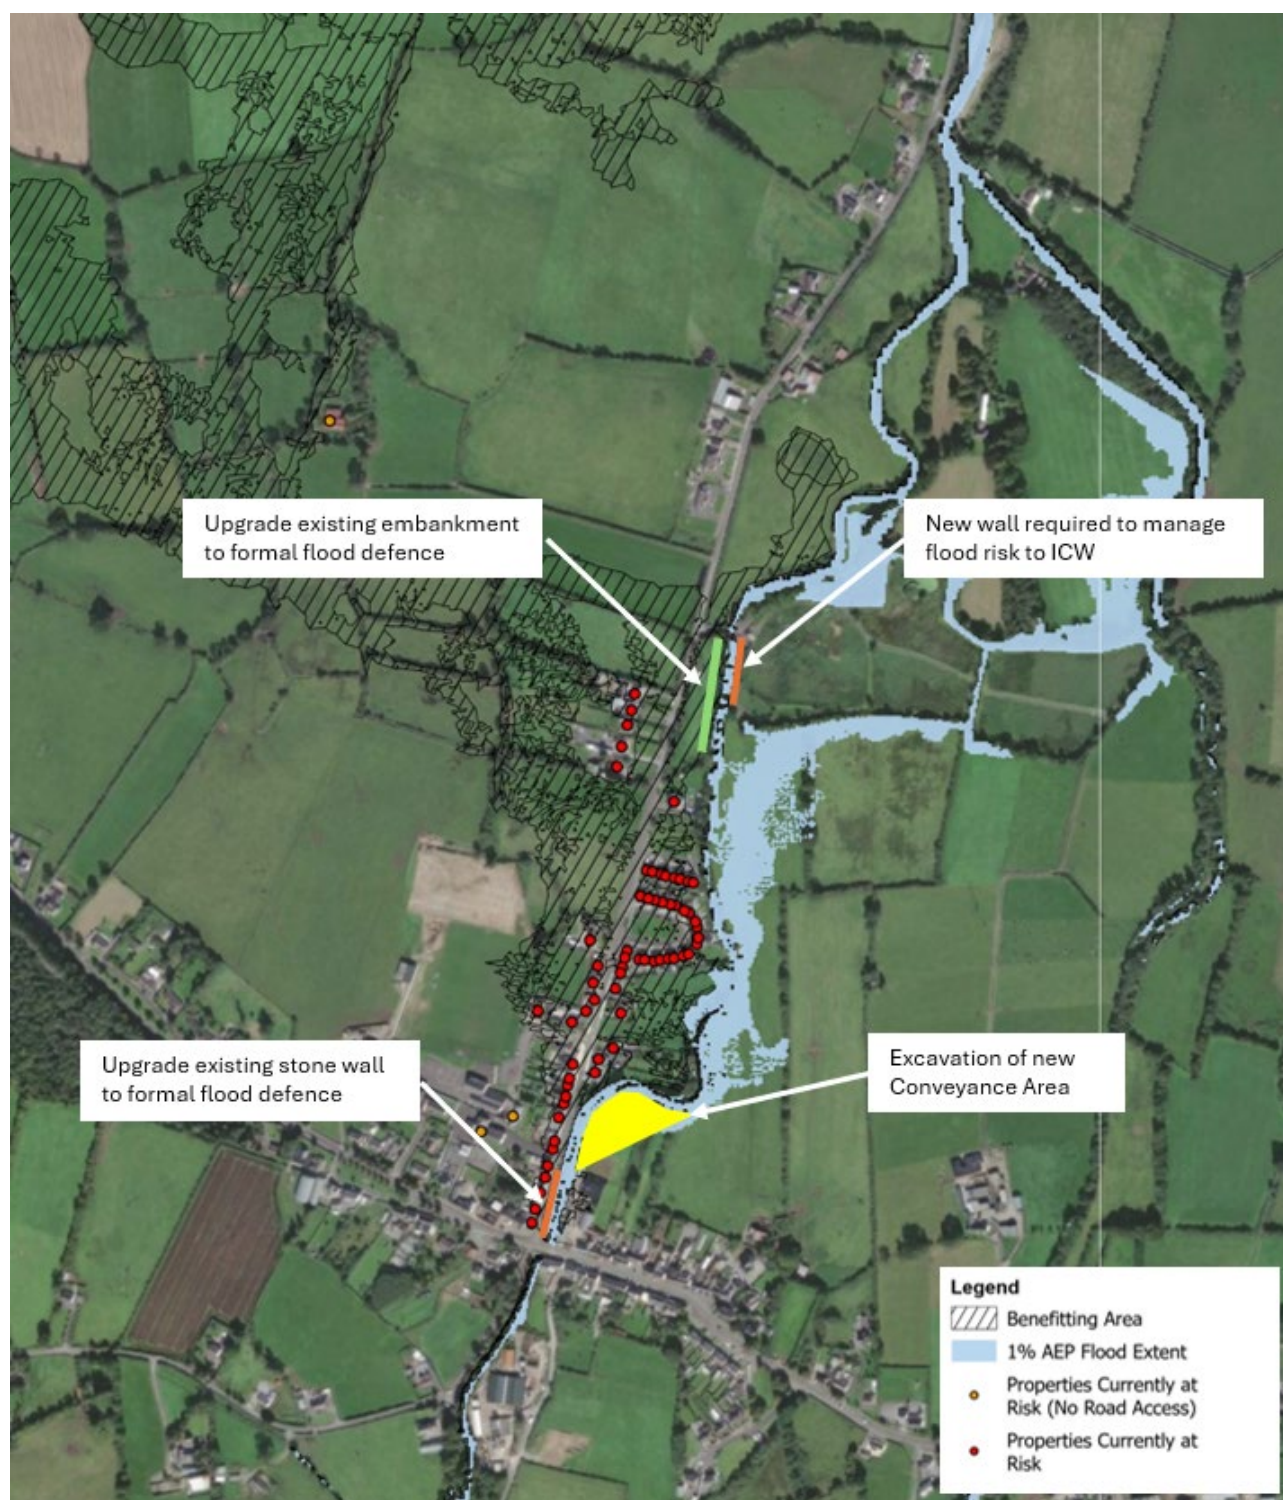 Upgrade existing embankment
to formal flood defence
New wall required to manage
flood risk to ICW
Upgrade existing stone wall
to formal flood defence
Excavation of new
Conveyance Area
Legend
Benefitting Area
1% AEP Flood Extent
Properties Currently at
Risk (No Road Access)
Properties Currently at
Risk